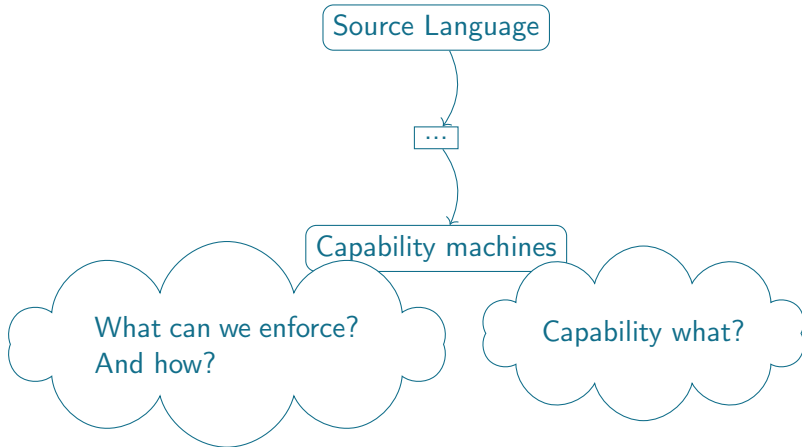 Source Language
...
Capability machines
What can we enforce?
And how?
Capability what?